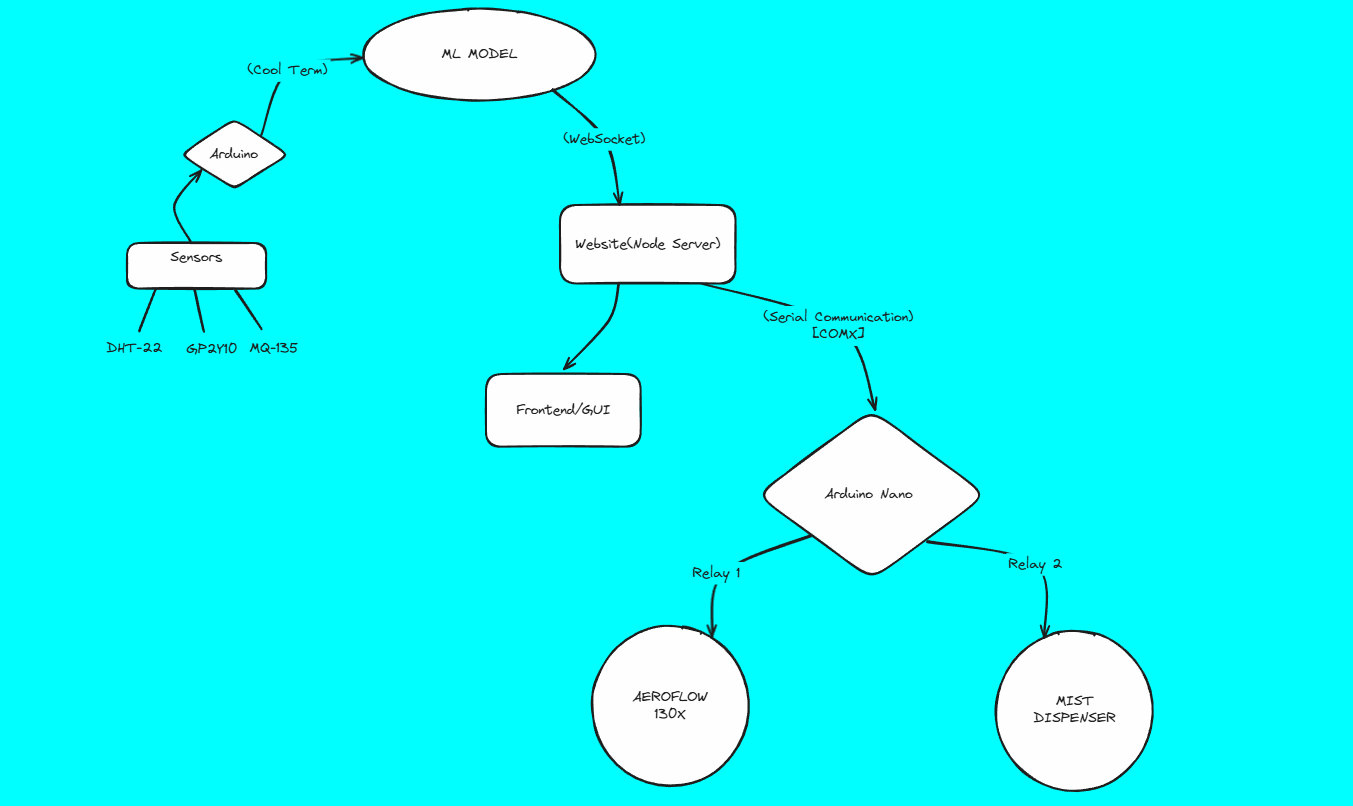 ML MODEL
(Cool Term)
(WebSocket)
Arduino
Website(Node Server)
Sensors
DHT-22
GP2Y10
MQ-135
(Serial Communication)
[COMX]
Frontend/GUI
Arduino Nano
Relay 1
Relay 2
AEROFLOW
130X
MIST
DISPENSER